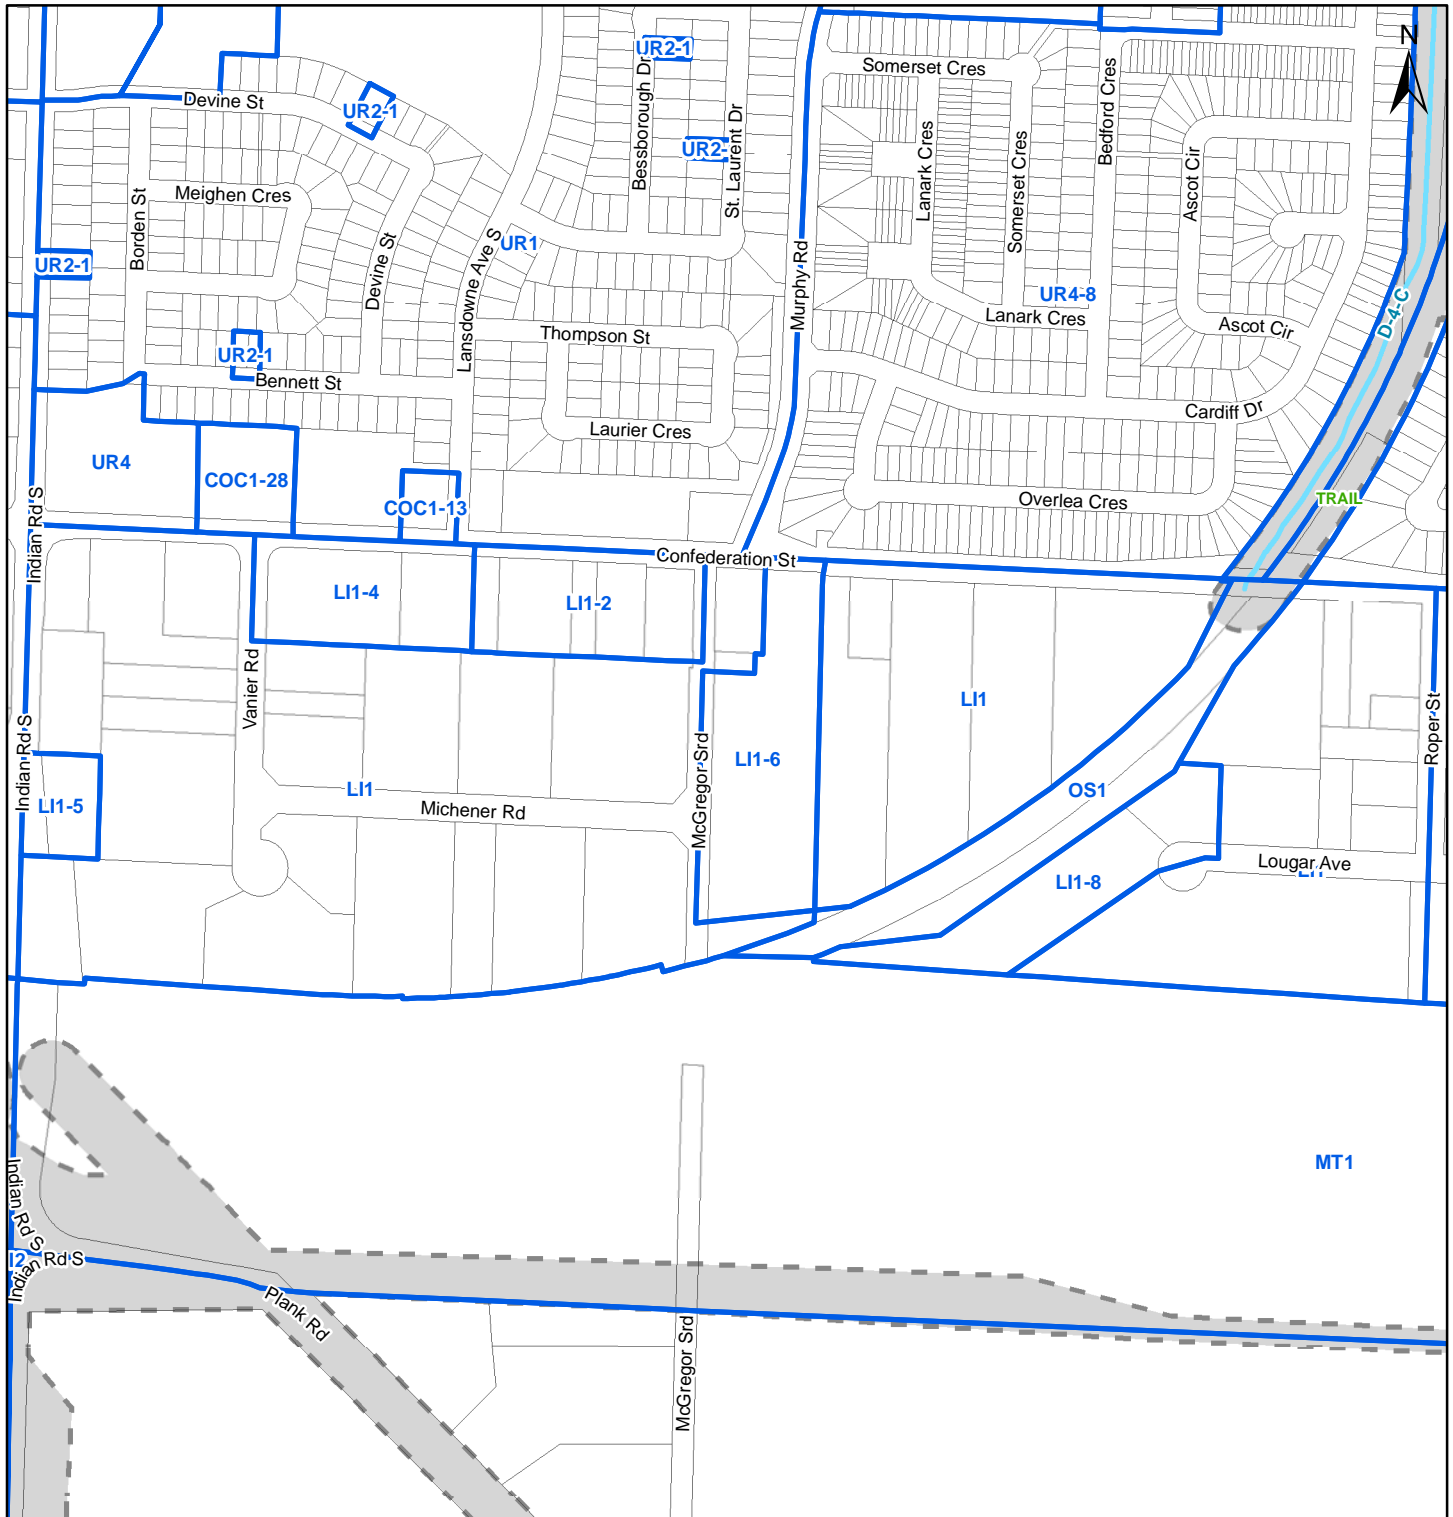 N
UR2-1
Somerset Cres
Devine St
UR2-1
Bessborough Dr
St. Laurent Dr
UR2-
Lanark Cres
Somerset Cres
Bedford Cres
Ascot Cir
Meighen Cres
Borden St
Devine St
Lansdowne Ave S
UR1
Murphy Rd
UR2-1
UR4-8
Lanark Cres
Ascot Cir
D-4-C
Thompson St
UR2-1
Bennett St
Cardiff Dr
Laurier Cres
UR4
COC1-28
COC1-13
Overlea Cres
TRAIL
Indian Rd S
Confederation St
LI1-4
LI1-2
Vanier Rd
LI1
Roper St
Indian Rd S
McGregor Srd
LI1-6
LI1
OS1
LI1-5
Michener Rd
Lougar Ave
LI1
LI1-8
MT1
Indian Rd S
I2
Indian Rd S
Plank Rd
McGregor Srd